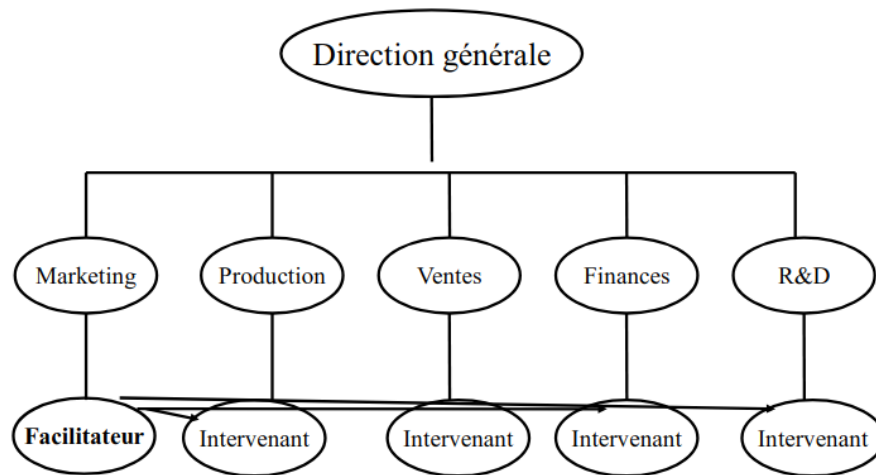 Direction générale
Marketing
Production
Ventes
Finances
R&D
Facilitateur
Intervenant
Intervenant
Intervenant
Intervenant